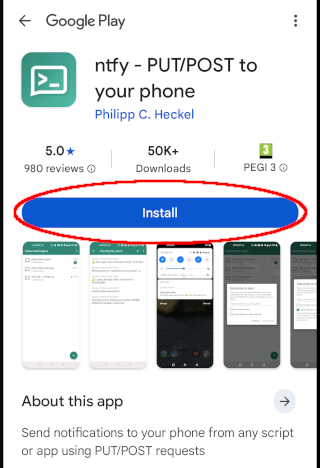 Google Play
ntfy - PUT/POST to
your phone
Philipp C. Heckel
5.0★
980 reviews
50K+
Downloads
3
PEGI 3
Install
About this app
Send notifications to your phone from any script
or app using PUT/POST requests